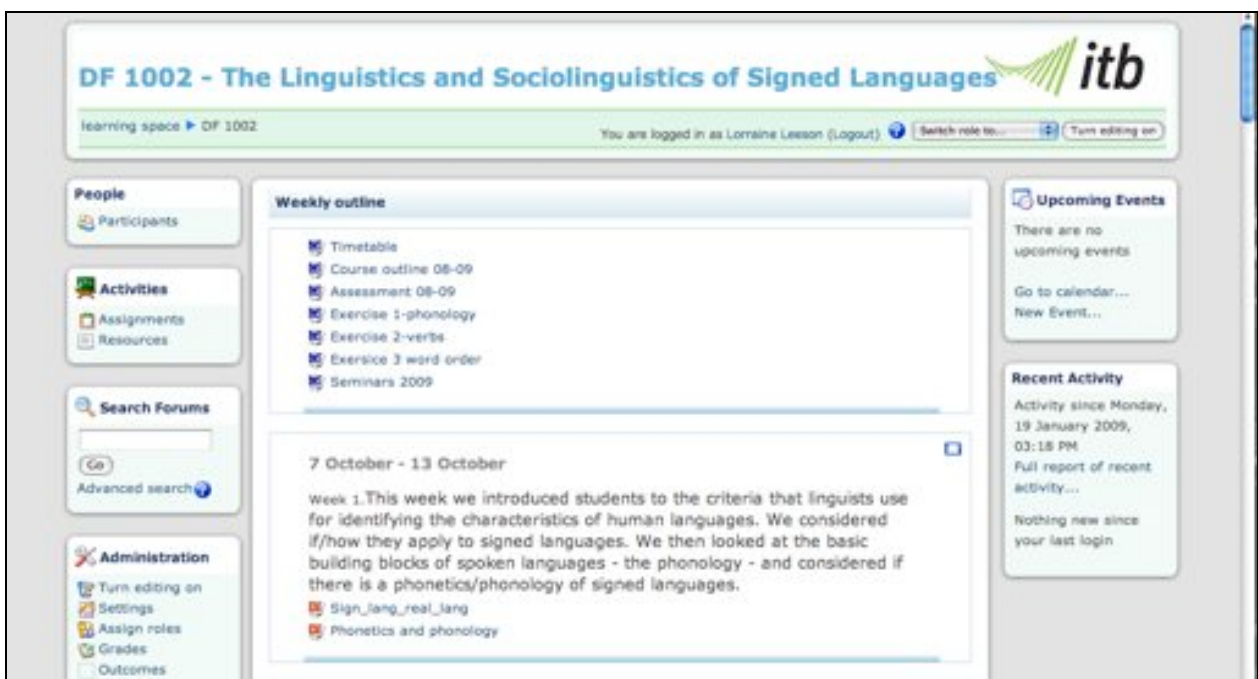 DF 1002 - The Linguistics and Sociolinguistics of Signed Languages
itb
learning space ▶ DF 1002
You are logged in as Lorraine Leeson (Logout)
Switch role to...
Turn editing on
People
Participants
Activities
Assignments
Resources
Search Forums
Go
Advanced search
Administration
Turn editing on
Settings
Assign roles
Grades
Outcomes
Weekly outline
Timetable
Course outline 08-09
Assessment 08-09
Exercise 1-phonology
Exercise 2-verbs
Exersice 3 word order
Seminars 2009
7 October - 13 October
Week 1.This week we introduced students to the criteria that linguists use
for identifying the characteristics of human languages. We considered
if/how they apply to signed languages. We then looked at the basic
building blocks of spoken languages - the phonology - and considered if
there is a phonetics/phonology of signed languages.
Sign_lang_real_lang
Phonetics and phonology
Upcoming Events
There are no
upcoming events
Go to calendar...
New Event...
Recent Activity
Activity since Monday,
19 January 2009,
03:18 PM
Full report of recent
activity...
Nothing new since
your last login